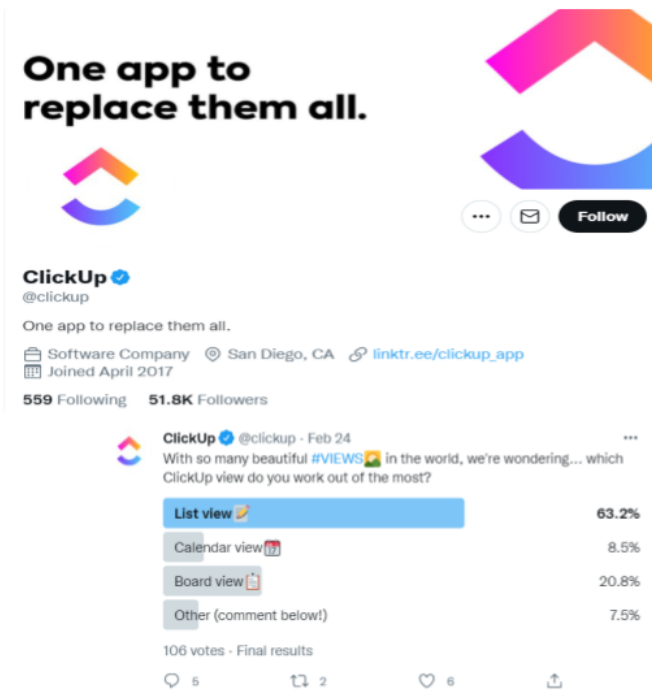 One app to
replace them all.
Follow
ClickUp
@clickup
One app to replace them all.
Software Company San Diego, CA linktr.ee/clickup_app
Joined April 2017
559 Following 51.8K Followers
ClickUp @clickup · Feb 24
With so many beautiful #VIEWS in the world, we're wondering... which
ClickUp view do you work out of the most?
List view 63.2%
Calendar view 8.5%
Board view 20.8%
Other (comment below!) 7.5%
106 votes · Final results
5 2 6